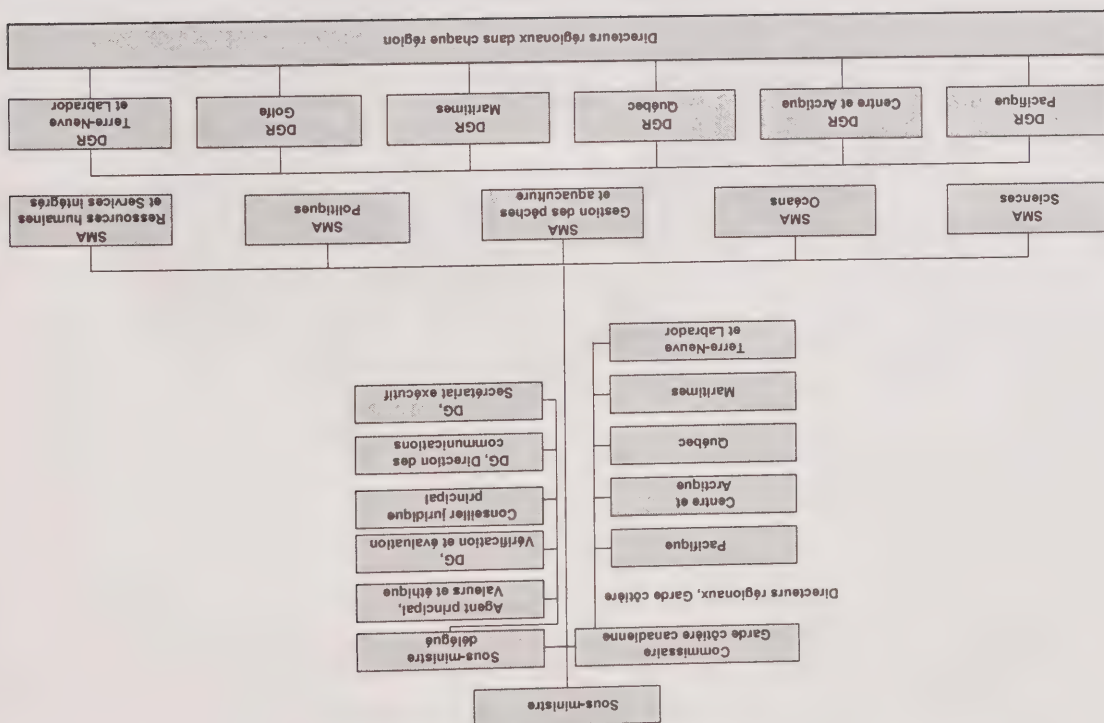 Sous-ministre
Commissaire
Garde côtière canadienne
Sous-ministre
délégué
Directeurs régionaux, Garde côtière
Pacifique
Centre et
Arctique
Québec
Maritimes
Terre-Neuve
et Labrador
Agent principal,
Valeurs et éthique
DG,
Vérification et évaluation
Conseiller juridique
principal
DG, Direction des
communications
DG,
Secrétariat exécutif
SMA
Sciences
SMA
Océans
SMA
Gestion des pêches
et aquaculture
SMA
Politiques
SMA
Ressources humaines
et Services intégrés
DGR
Pacifique
DGR
Centre et Arctique
DGR
Québec
DGR
Maritimes
DGR
Golfe
DGR
Terre-Neuve
et Labrador
Directeurs régionaux dans chaque région